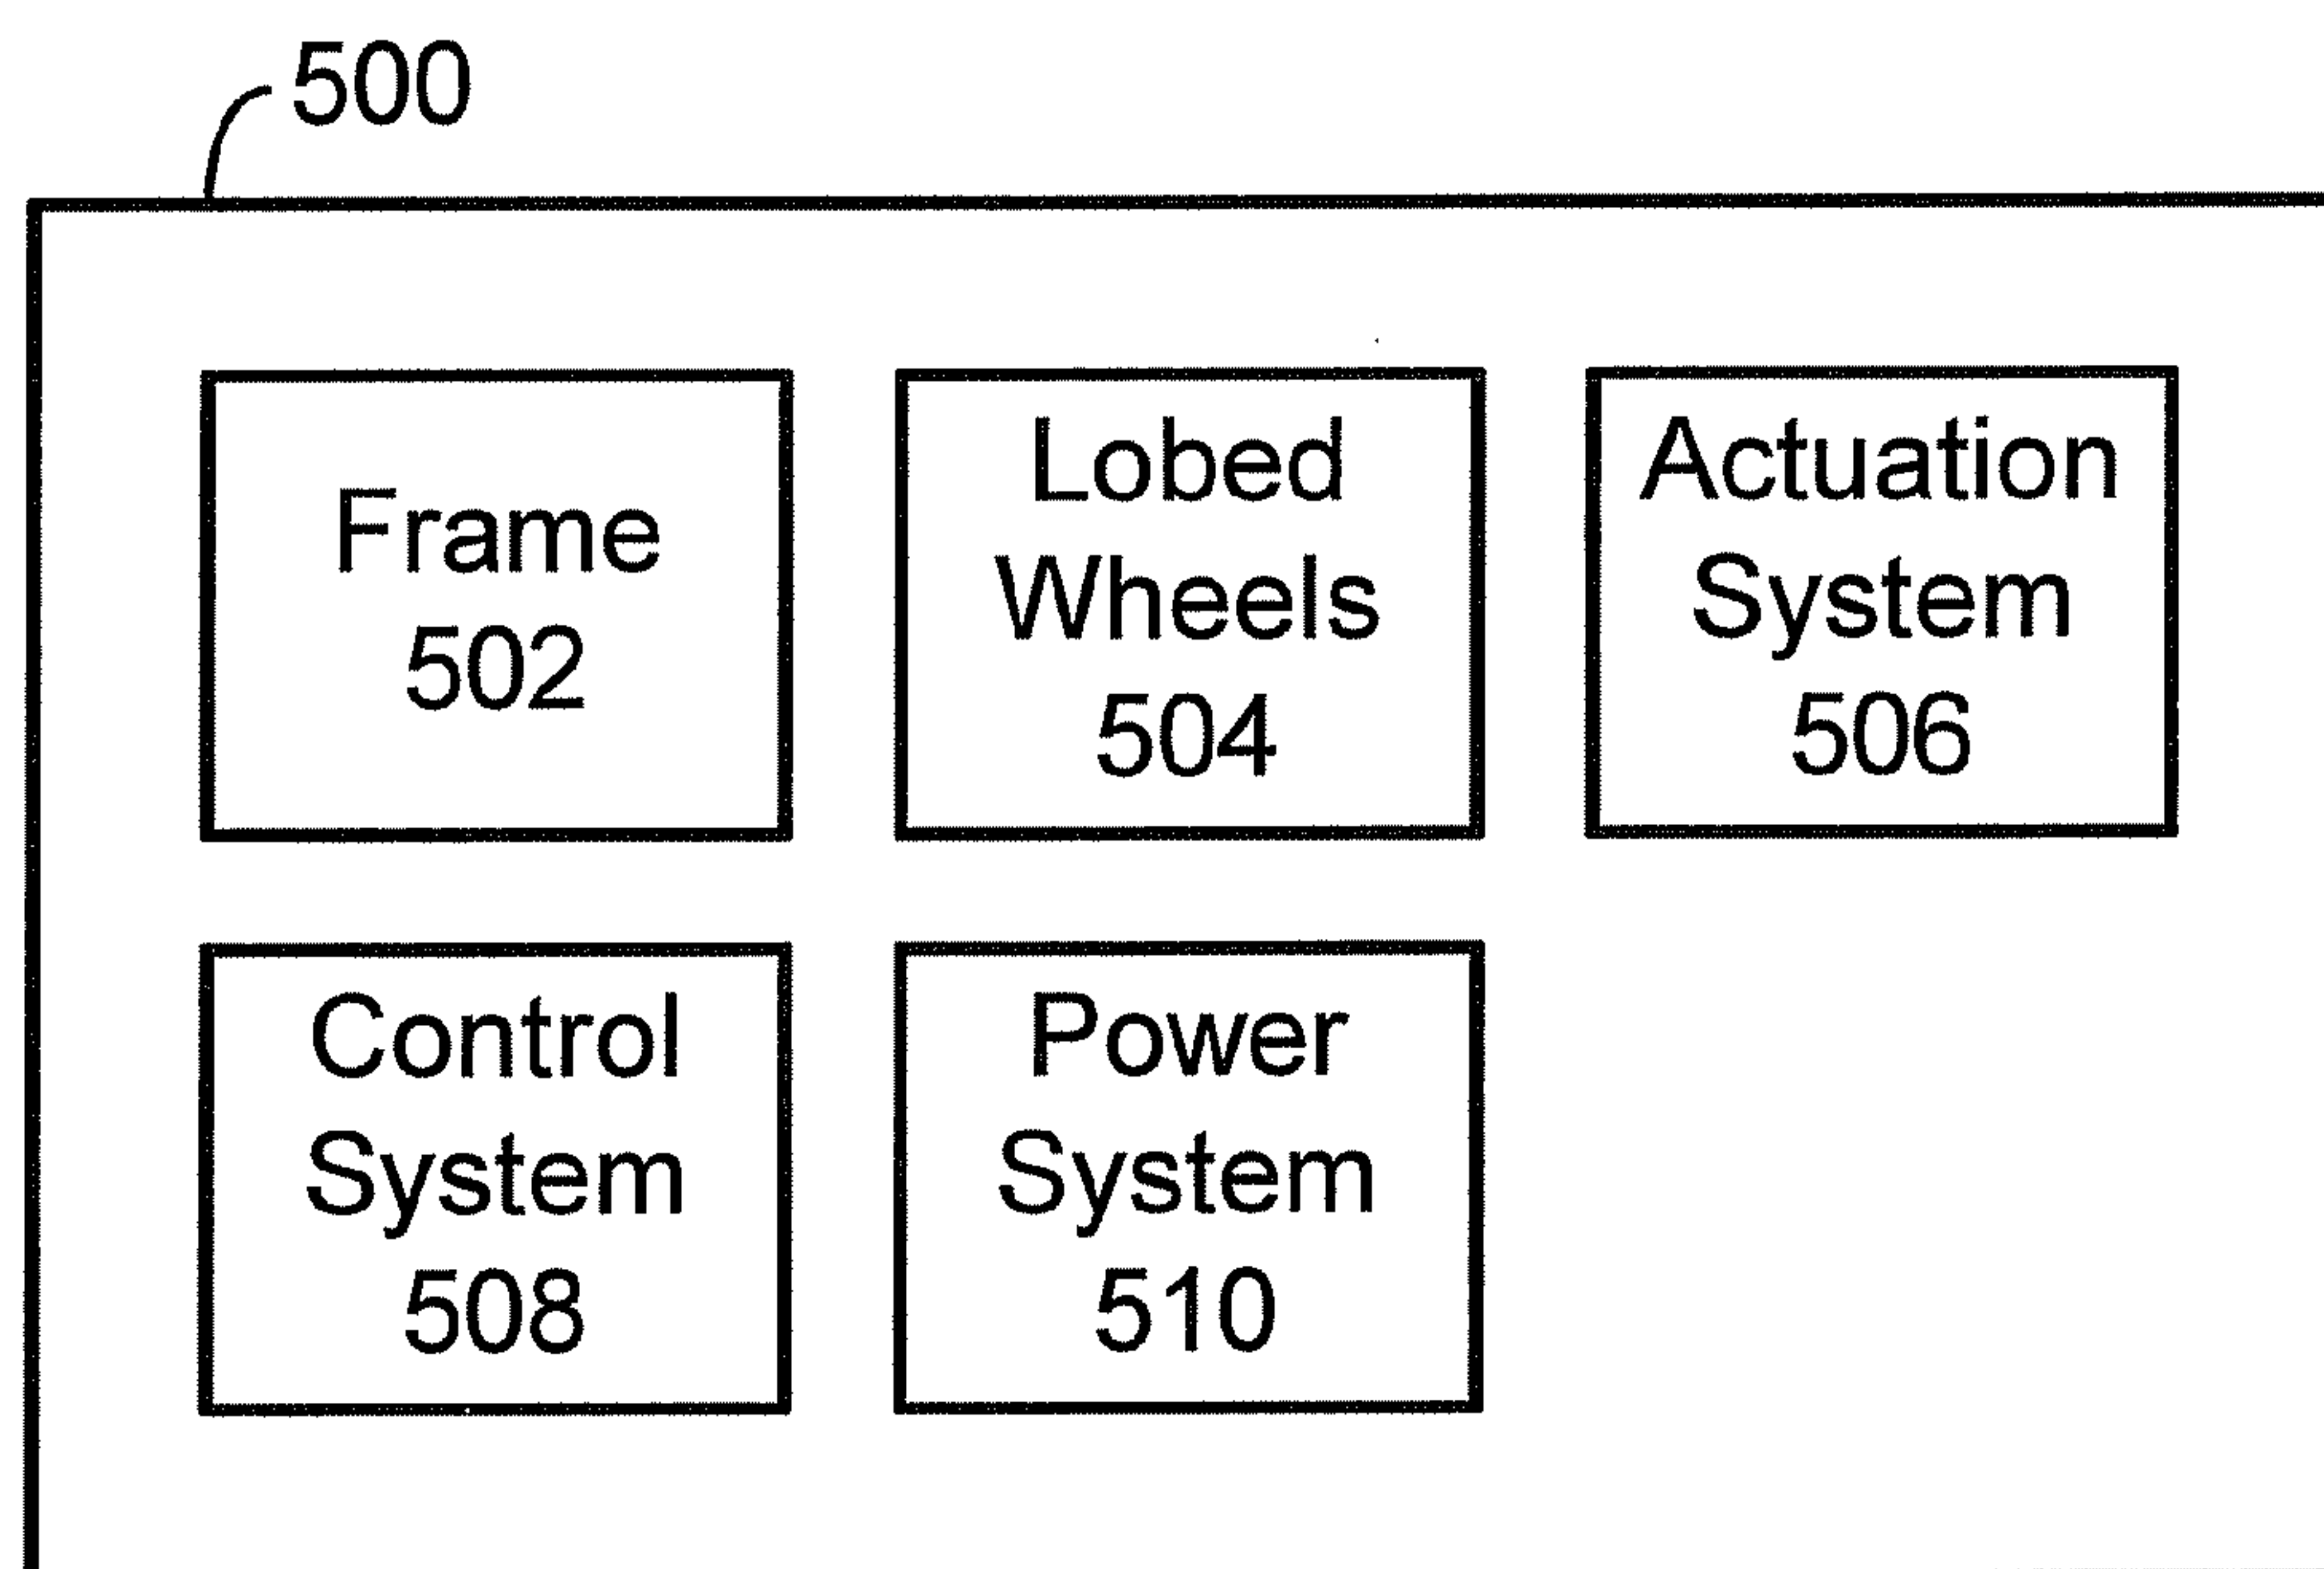 500
Frame
502
Lobed
Wheels
504
Actuation
System
506
Control
System
508
Power
System
510